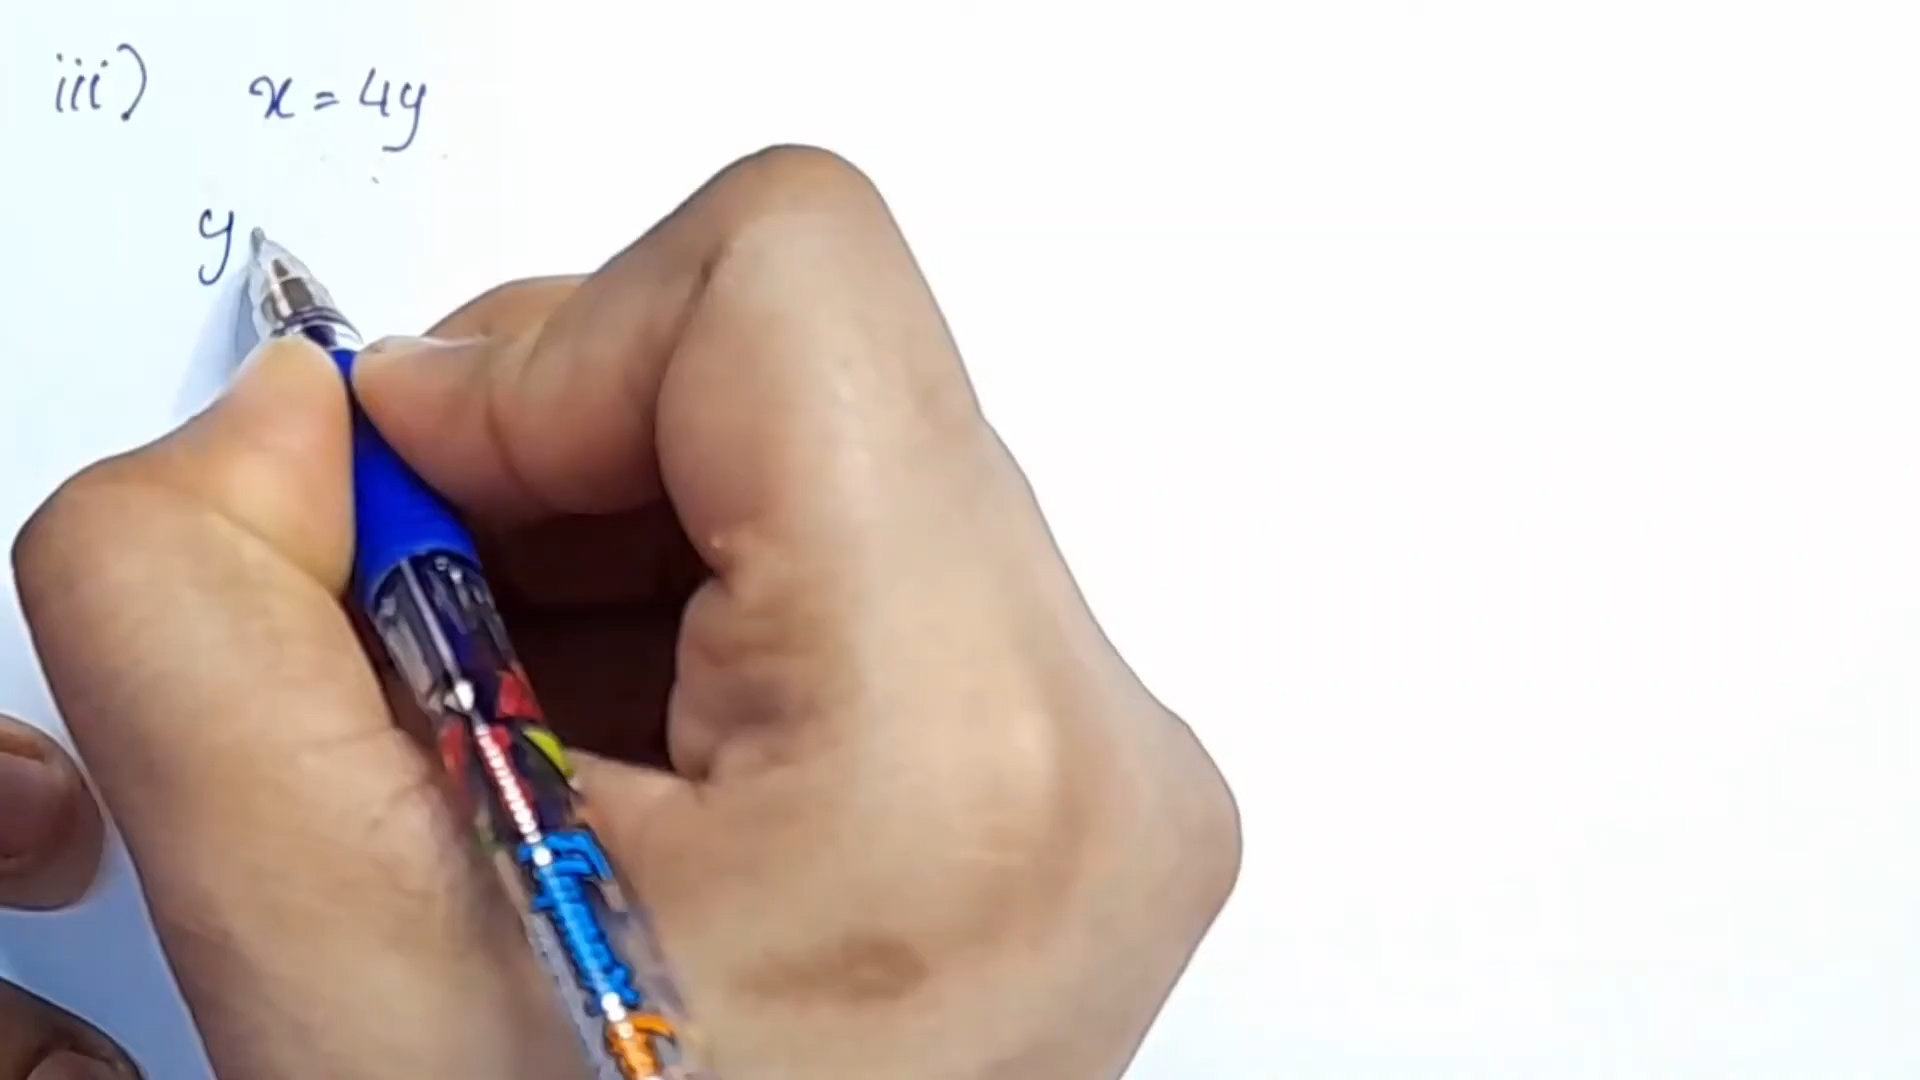 iii) x = 4y
y